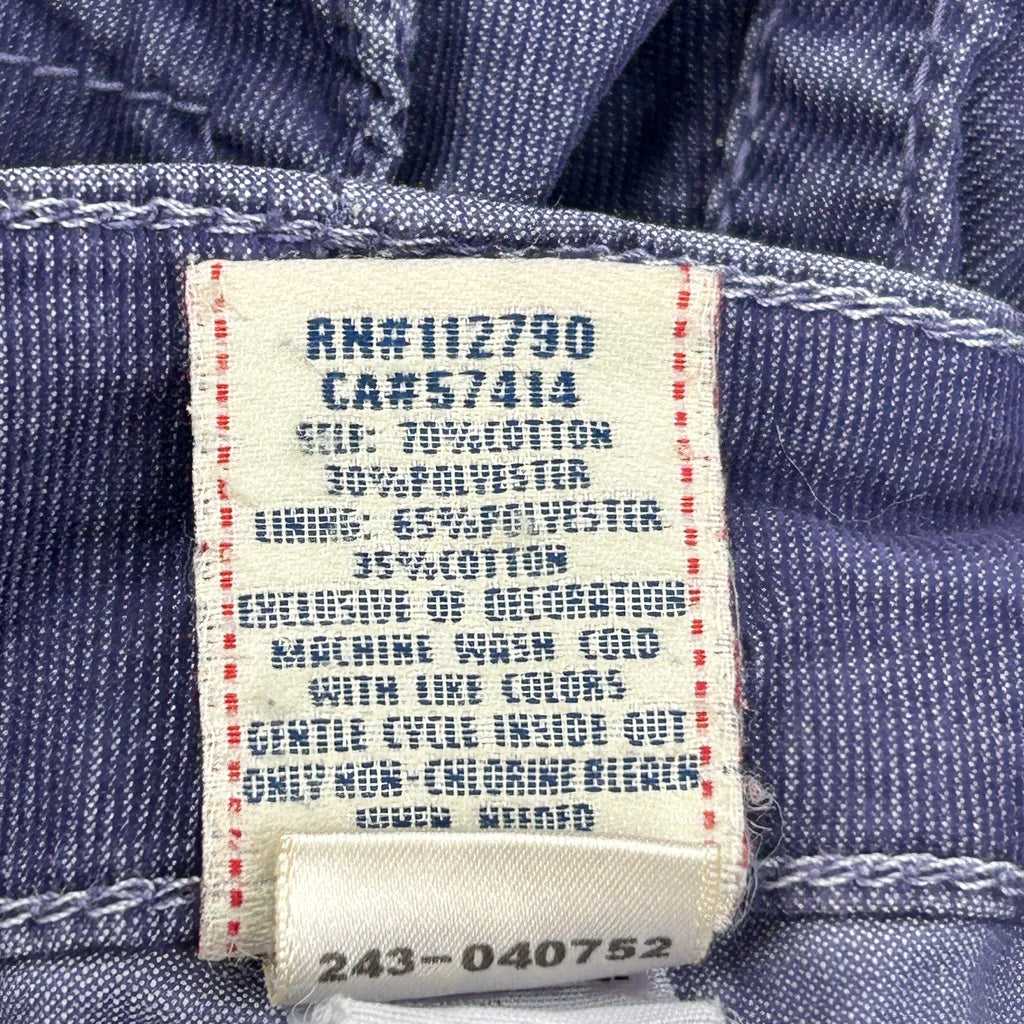 RN#112790
CA#57414
SELF: 70%COTTON
30%POLYESTER
LINING: 65%POLYESTER
35%COTTON
EXCLUSIVE OF DECORATION
MACHINE WASH COLD
WITH LIKE COLORS
GENTLE CYCLE INSIDE OUT
ONLY NON-CHLORINE BLEACH
WHEN NEEDED
243-040752